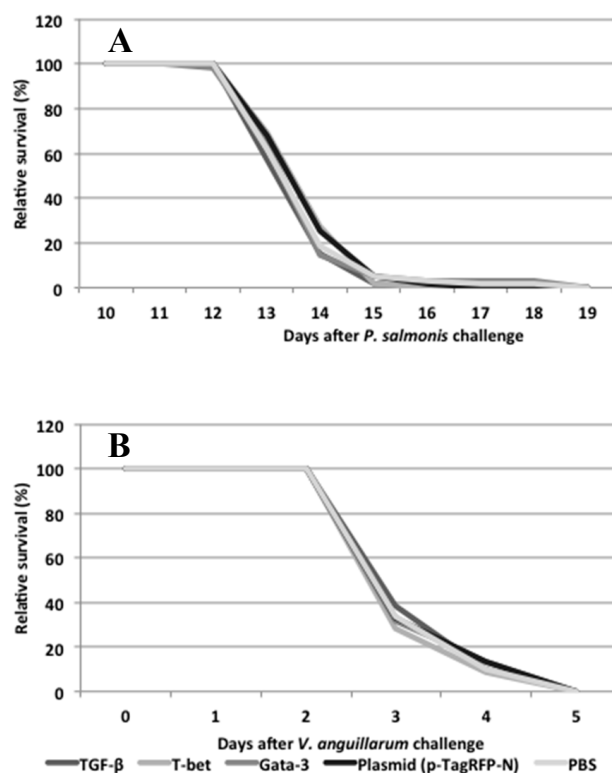 A
Relative survival (%)
120
100
80
60
40
20
0
10 11 12 13 14 15 16 17 18 19
Days after P. salmonis challenge
B
Relative survival (%)
120
100
80
60
40
20
0
0 1 2 3 4 5
Days after V. anguillarum challenge
TGF-β T-bet Gata-3 Plasmid (p-TagRFP-N) PBS